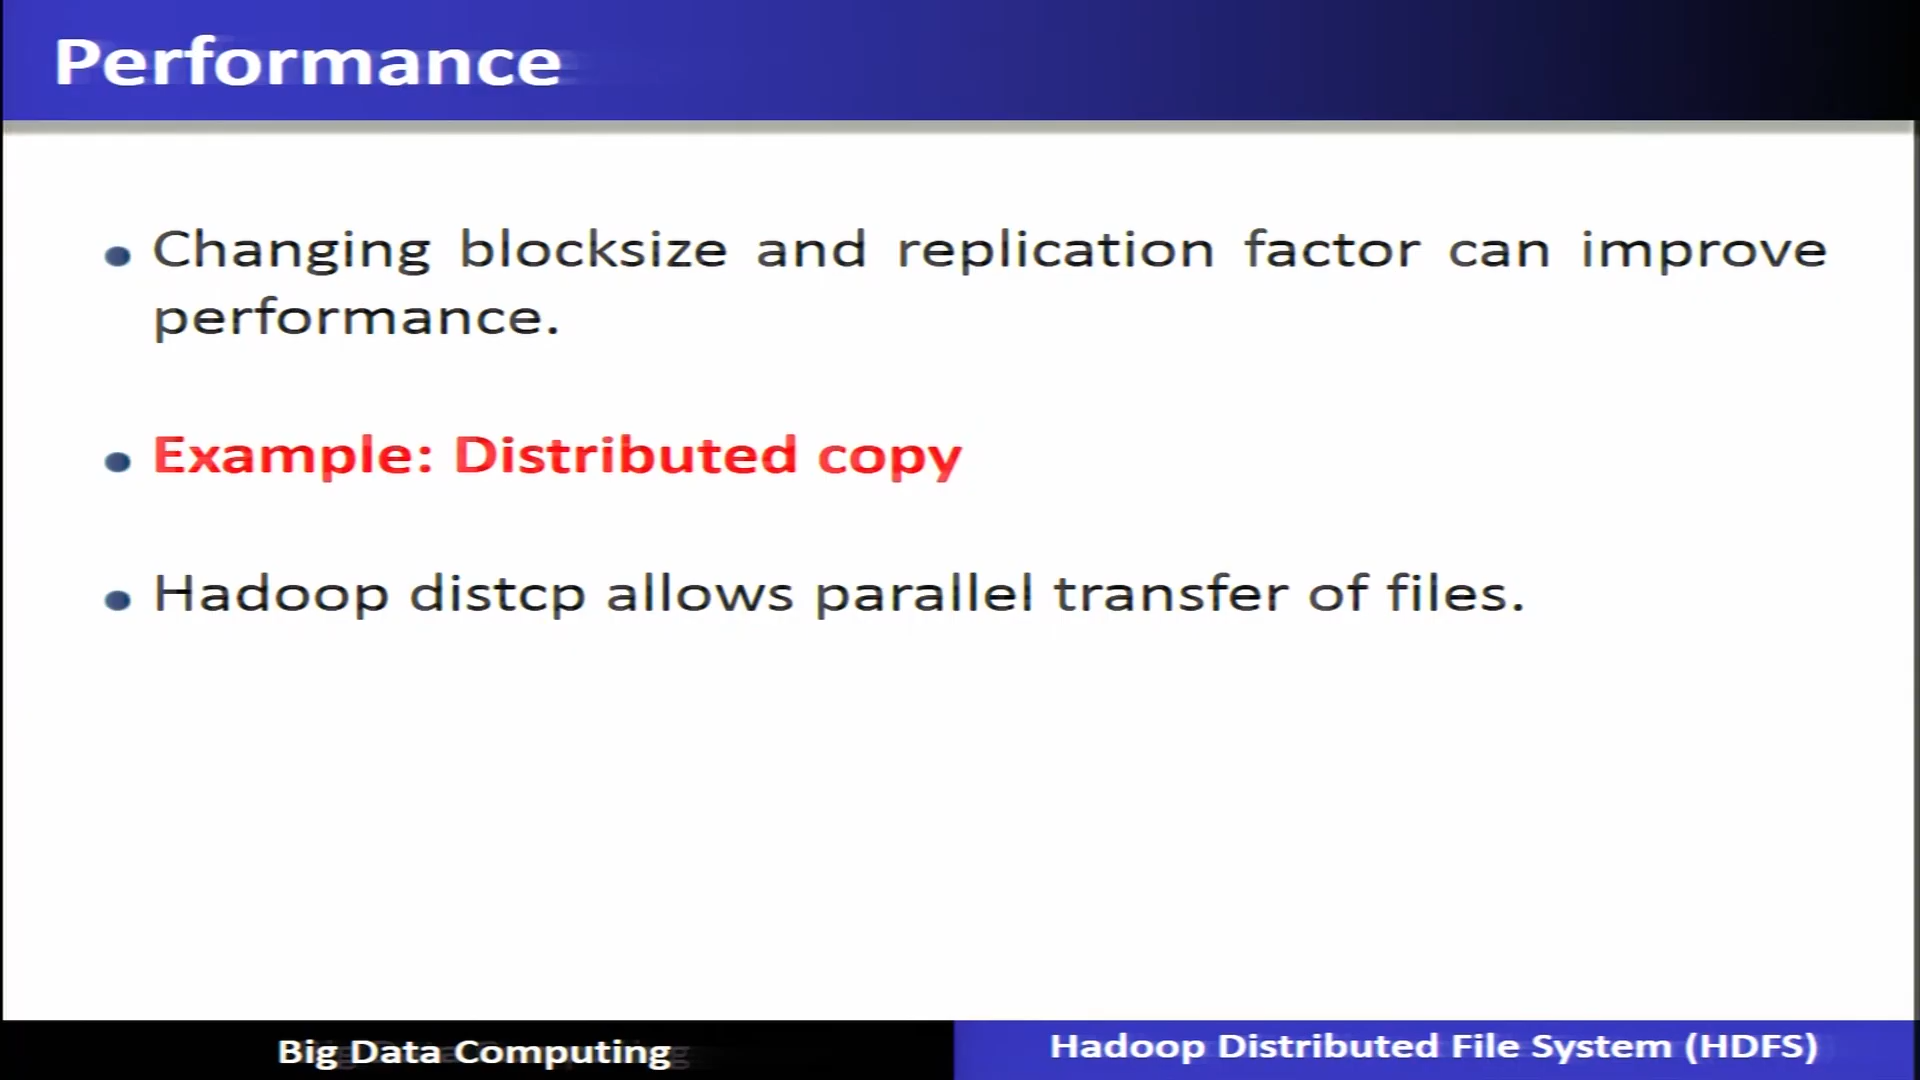 Performance
Changing blocksize and replication factor can improve
performance.
Example: Distributed copy
Hadoop distcp allows parallel transfer of files.
Big Data Computing
Hadoop Distributed File System (HDFS)